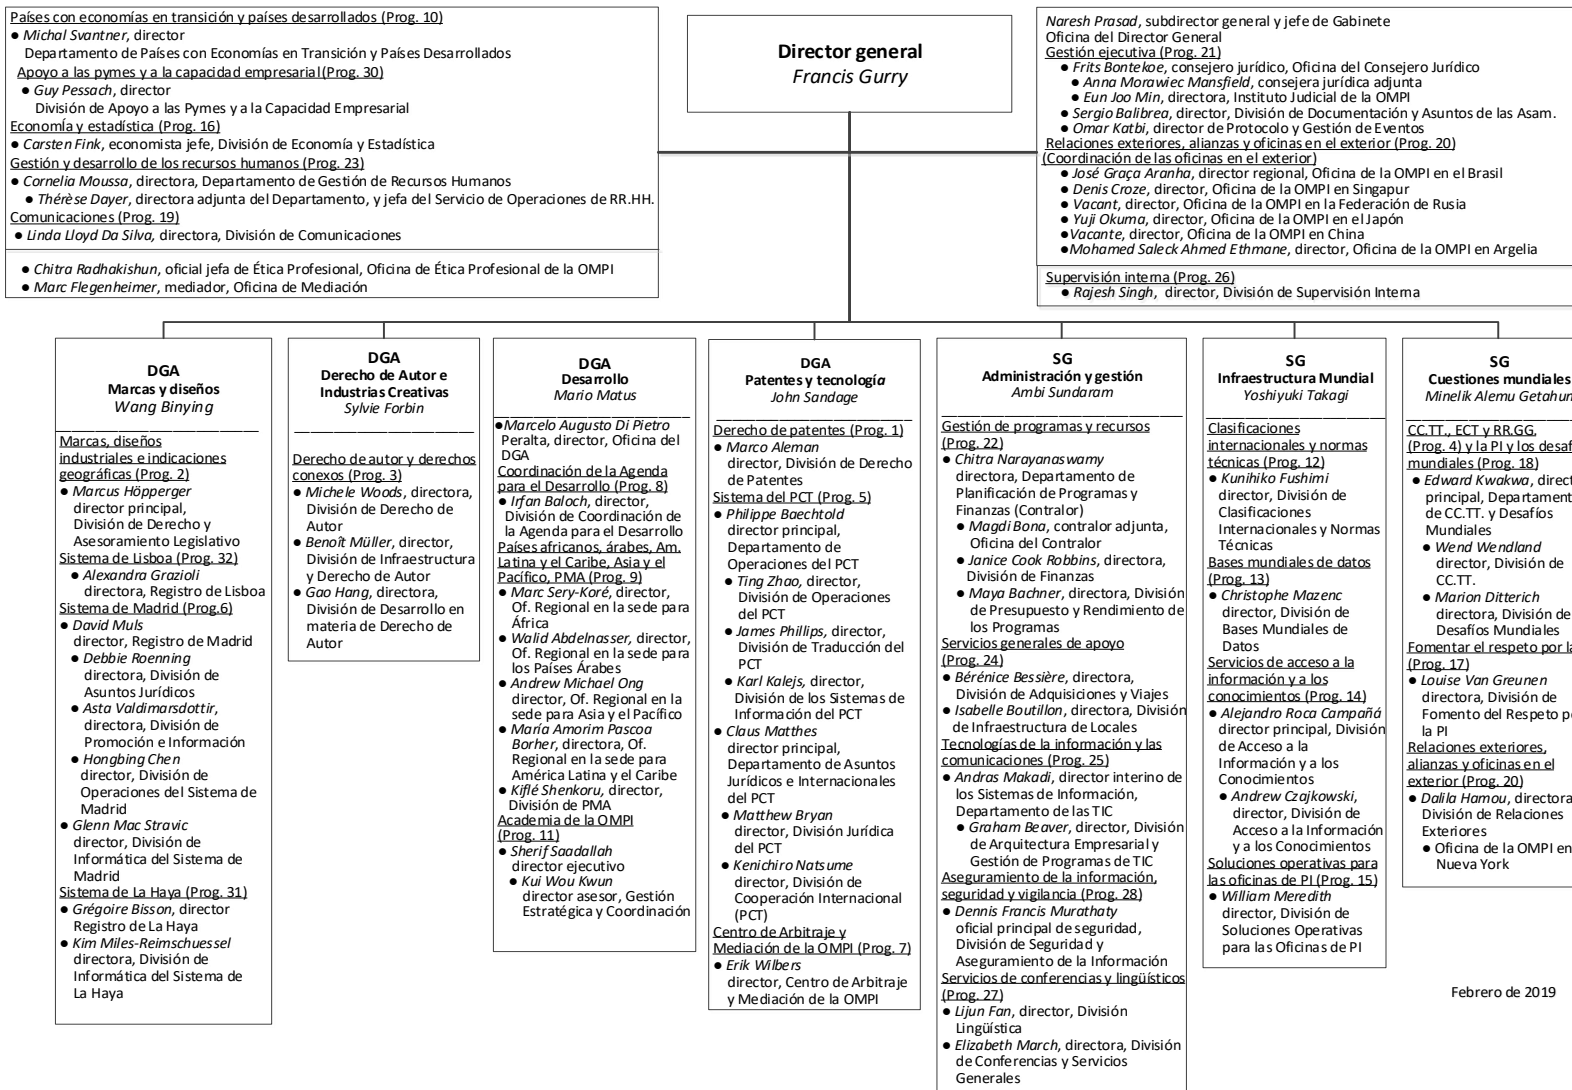 Países con economías en transición y países desarrollados (Prog. 10)
● Michal Svantner, director
Departamento de Países con Economías en Transición y Países Desarrollados
Apoyo a las pymes y a la capacidad empresarial(Prog. 30)
● Guy Pessach, director
División de Apoyo a las Pymes y a la Capacidad Empresarial
Economía y estadística (Prog. 16)
● Carsten Fink, economista jefe, División de Economía y Estadística
Gestión y desarrollo de los recursos humanos (Prog. 23)
● Cornelia Moussa, directora, Departamento de Gestión de Recursos Humanos
● Thérèse Dayer, directora adjunta del Departamento, y jefa del Servicio de Operaciones de RR.HH.
Comunicaciones (Prog. 19)
● Linda Lloyd Da Silva, directora, División de Comunicaciones
● Chitra Radhakishun, oficial jefa de Ética Profesional, Oficina de Ética Profesional de la OMPI
● Marc Flegenheimer, mediador, Oficina de Mediación
Director general
Francis Gurry
Naresh Prasad, subdirector general y jefe de Gabinete
Oficina del Director General
Gestión ejecutiva (Prog. 21)
● Frits Bontekoe, consejero jurídico, Oficina del Consejero Jurídico
● Anna Morawiec Mansfield, consejera jurídica adjunta
● Eun Joo Min, directora, Instituto Judicial de la OMPI
● Sergio Balibrea, director, División de Documentación y Asuntos de las Asam.
● Omar Katbi, director de Protocolo y Gestión de Eventos
Relaciones exteriores, alianzas y oficinas en el exterior (Prog. 20)
(Coordinación de las oficinas en el exterior)
● José Graça Aranha, director regional, Oficina de la OMPI en el Brasil
● Denis Croze, director, Oficina de la OMPI en Singapur
● Vacant, director, Oficina de la OMPI en la Federación de Rusia
● Yuji Okuma, director, Oficina de la OMPI en el Japón
●Vacante, director, Oficina de la OMPI en China
●Mohamed Saleck Ahmed Ethmane, director, Oficina de la OMPI en Argelia
Supervisión interna (Prog. 26)
● Rajesh Singh, director, División de Supervisión Interna
DGA
Marcas y diseños
Wang Binying
Marcas, diseños
industriales e indicaciones
geográficas (Prog. 2)
● Marcus Höpperger
director principal,
División de Derecho y
Asesoramiento Legislativo
Sistema de Lisboa (Prog. 32)
● Alexandra Grazioli
directora, Registro de Lisboa
Sistema de Madrid (Prog.6)
● David Muls
director, Registro de Madrid
● Debbie Roenning
directora, División de
Asuntos Jurídicos
● Asta Valdimarsdottir,
directora, División de
Promoción e Información
● Hongbing Chen
director, División de
Operaciones del Sistema de
Madrid
● Glenn Mac Stravic
director, División de
Informática del Sistema de
Madrid
Sistema de La Haya (Prog. 31)
● Grégoire Bisson, director
Registro de La Haya
● Kim Miles-Reimschuessel
directora, División de
Informática del Sistema de
La Haya
DGA
Derecho de Autor e
Industrias Creativas
Sylvie Forbin
Derecho de autor y derechos
conexos (Prog. 3)
● Michele Woods, directora,
División de Derecho de
Autor
● Benoît Müller, director,
División de Infraestructura
y Derecho de Autor
● Gao Hang, directora,
División de Desarrollo en
materia de Derecho de
Autor
DGA
Desarrollo
Mario Matus
●Marcelo Augusto Di Pietro
Peralta, director, Oficina del
DGA
Coordinación de la Agenda
para el Desarrollo (Prog. 8)
● Irfan Baloch, director,
División de Coordinación de
la Agenda para el Desarrollo
Países africanos, árabes, Am.
Latina y el Caribe, Asia y el
Pacífico, PMA (Prog. 9)
● Marc Sery-Koré, director,
Of. Regional en la sede para
África
● Walid Abdelnasser, director,
Of. Regional en la sede para
los Países Árabes
● Andrew Michael Ong
director, Of. Regional en la
sede para Asia y el Pacífico
● María Amorim Pascoa
Borher, directora, Of.
Regional en la sede para
América Latina y el Caribe
● Kiflé Shenkoru, director,
División de PMA
Academia de la OMPI
(Prog. 11)
● Sherif Saadallah
director ejecutivo
● Kui Wou Kwun
director asesor, Gestión
Estratégica y Coordinación
DGA
Patentes y tecnología
John Sandage
Derecho de patentes (Prog. 1)
● Marco Aleman
director, División de Derecho
de Patentes
Sistema del PCT (Prog. 5)
● Philippe Baechtold
director principal,
Departamento de
Operaciones del PCT
● Ting Zhao, director,
División de Operaciones
del PCT
● James Phillips, director,
División de Traducción del
PCT
● Karl Kalejs, director,
División de los Sistemas de
Información del PCT
● Claus Matthes
director principal,
Departamento de Asuntos
Jurídicos e Internacionales
del PCT
● Matthew Bryan
director, División Jurídica
del PCT
● Kenichiro Natsume
director, División de
Cooperación Internacional
(PCT)
Centro de Arbitraje y
Mediación de la OMPI (Prog. 7)
● Erik Wilbers
director, Centro de Arbitraje
y Mediación de la OMPI
SG
Administración y gestión
Ambi Sundaram
Gestión de programas y recursos
(Prog. 22)
● Chitra Narayanaswamy
directora, Departamento de
Planificación de Programas y
Finanzas (Contralor)
● Magdi Bona, contralor adjunta,
Oficina del Contralor
● Janice Cook Robbins, directora,
División de Finanzas
● Maya Bachner, directora, División
de Presupuesto y Rendimiento de
los Programas
Servicios generales de apoyo
(Prog. 24)
● Bérénice Bessière, directora,
División de Adquisiciones y Viajes
● Isabelle Boutillon, directora, División
de Infraestructura de Locales
Tecnologías de la información y las
comunicaciones (Prog. 25)
● Andras Makadi, director interino de
los Sistemas de Información,
Departamento de las TIC
● Graham Beaver, director, División
de Arquitectura Empresarial y
Gestión de Programas de TIC
Aseguramiento de la información,
seguridad y vigilancia (Prog. 28)
● Dennis Francis Murathaty
oficial principal de seguridad,
División de Seguridad y
Aseguramiento de la Información
Servicios de conferencias y lingüísticos
(Prog. 27)
● Lijun Fan, director, División
Lingüística
● Elizabeth March, directora, División
de Conferencias y Servicios
Generales
SG
Infraestructura Mundial
Yoshiyuki Takagi
Clasificaciones
internacionales y normas
técnicas (Prog. 12)
● Kunihiko Fushimi
director, División de
Clasificaciones
Internacionales y Normas
Técnicas
Bases mundiales de datos
(Prog. 13)
● Christophe Mazenc
director, División de
Bases Mundiales de
Datos
Servicios de acceso a la
información y a los
conocimientos (Prog. 14)
● Alejandro Roca Campañá
director principal, División
de Acceso a la
Información y a los
Conocimientos
● Andrew Czajkowski,
director, División de
Acceso a la Información
y a los Conocimientos
Soluciones operativas para
las oficinas de PI (Prog. 15)
● William Meredith
director, División de
Soluciones Operativas
para las Oficinas de PI
SG
Cuestiones mundiales
Minelik Alemu Getahun
CC.TT., ECT y RR.GG.
(Prog. 4) y la PI y los desaf
mundiales (Prog. 18)
● Edward Kwakwa, direct
principal, Departament
de CC.TT. y Desafíos
Mundiales
● Wend Wendland
director, División de
CC.TT.
● Marion Ditterich
directora, División de
Desafíos Mundiales
Fomentar el respeto por la
(Prog. 17)
● Louise Van Greunen
directora, División de
Fomento del Respeto p
la PI
Relaciones exteriores,
alianzas y oficinas en el
exterior (Prog. 20)
● Dalila Hamou, directora
División de Relaciones
Exteriores
● Oficina de la OMPI en
Nueva York
Febrero de 2019